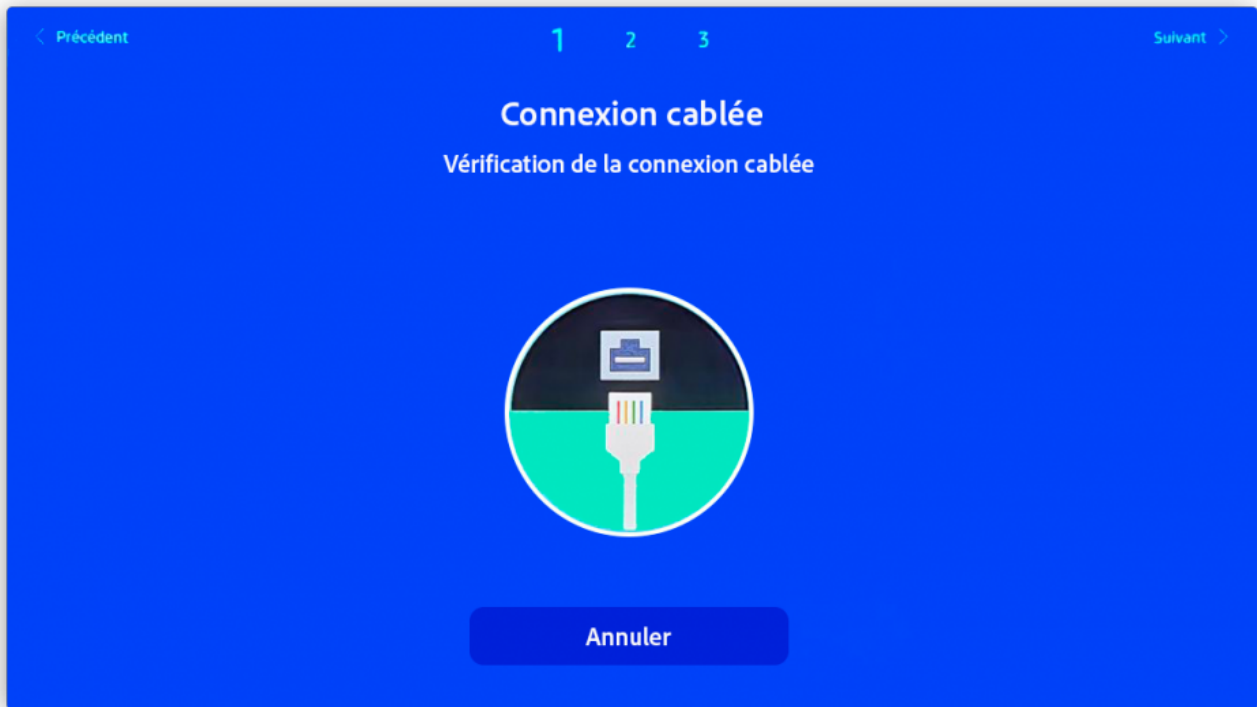 Précédent
1 2 3
Suivant
Connexion cablée
Vérification de la connexion cablée
Annuler